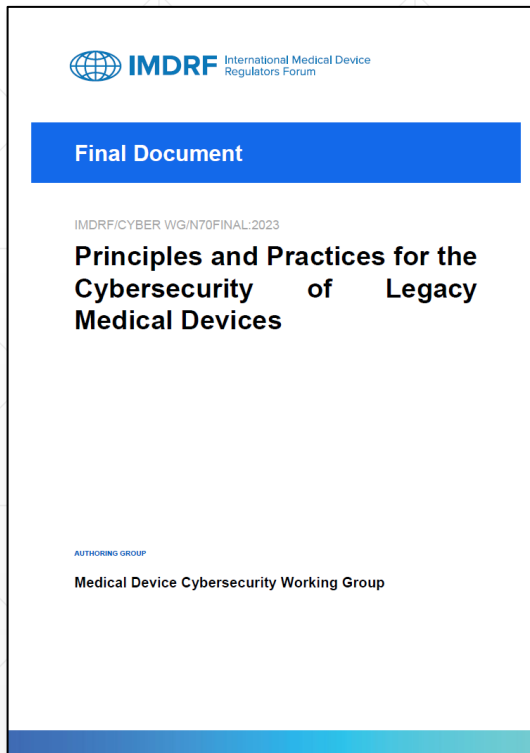 IMDRF International Medical Device
Regulators Forum
Final Document
IMDRF/CYBER WG/N70FINAL:2023
Principles and Practices for the
Cybersecurity of Legacy
Medical Devices
AUTHORING GROUP
Medical Device Cybersecurity Working Group